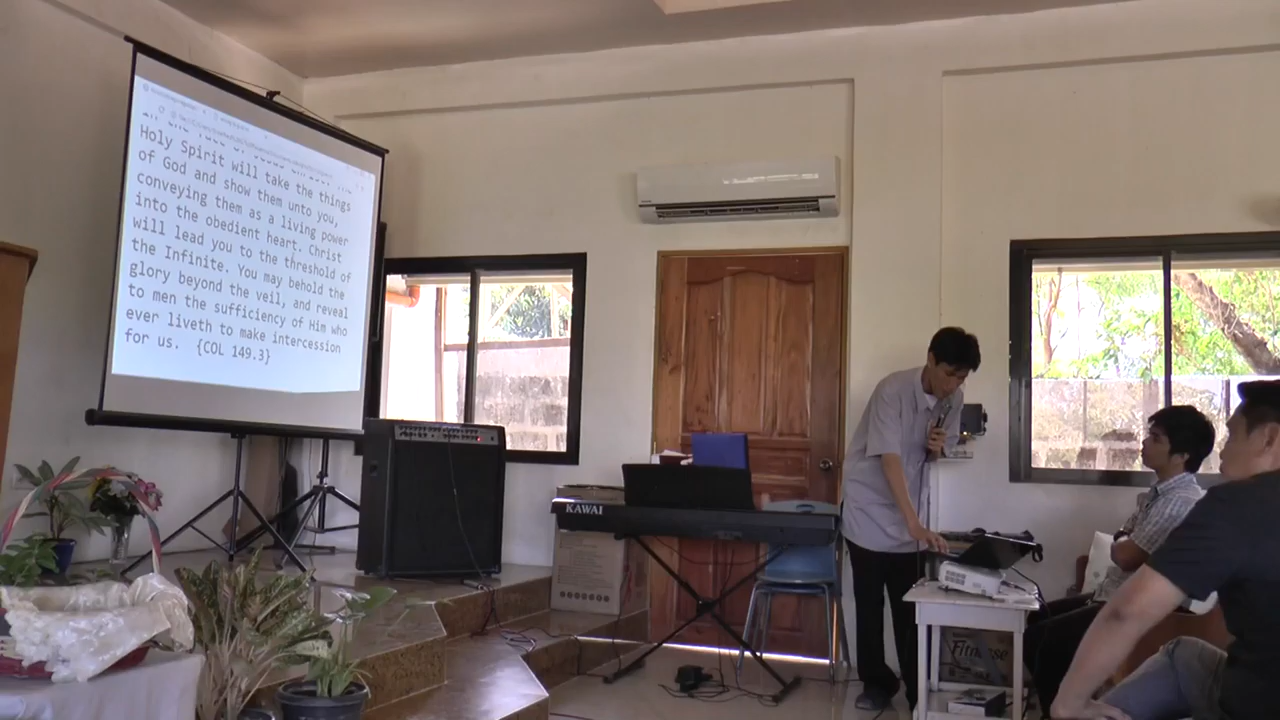 Holy Spirit will take the things
of God and show them unto you,
conveying them as a living power
into the obedient heart. Christ
will lead you to the threshold of
the Infinite. You may behold the
glory beyond the veil, and reveal
to men the sufficiency of Him who
ever liveth to make intercession
for us. {COL 149.3}
KAWAI